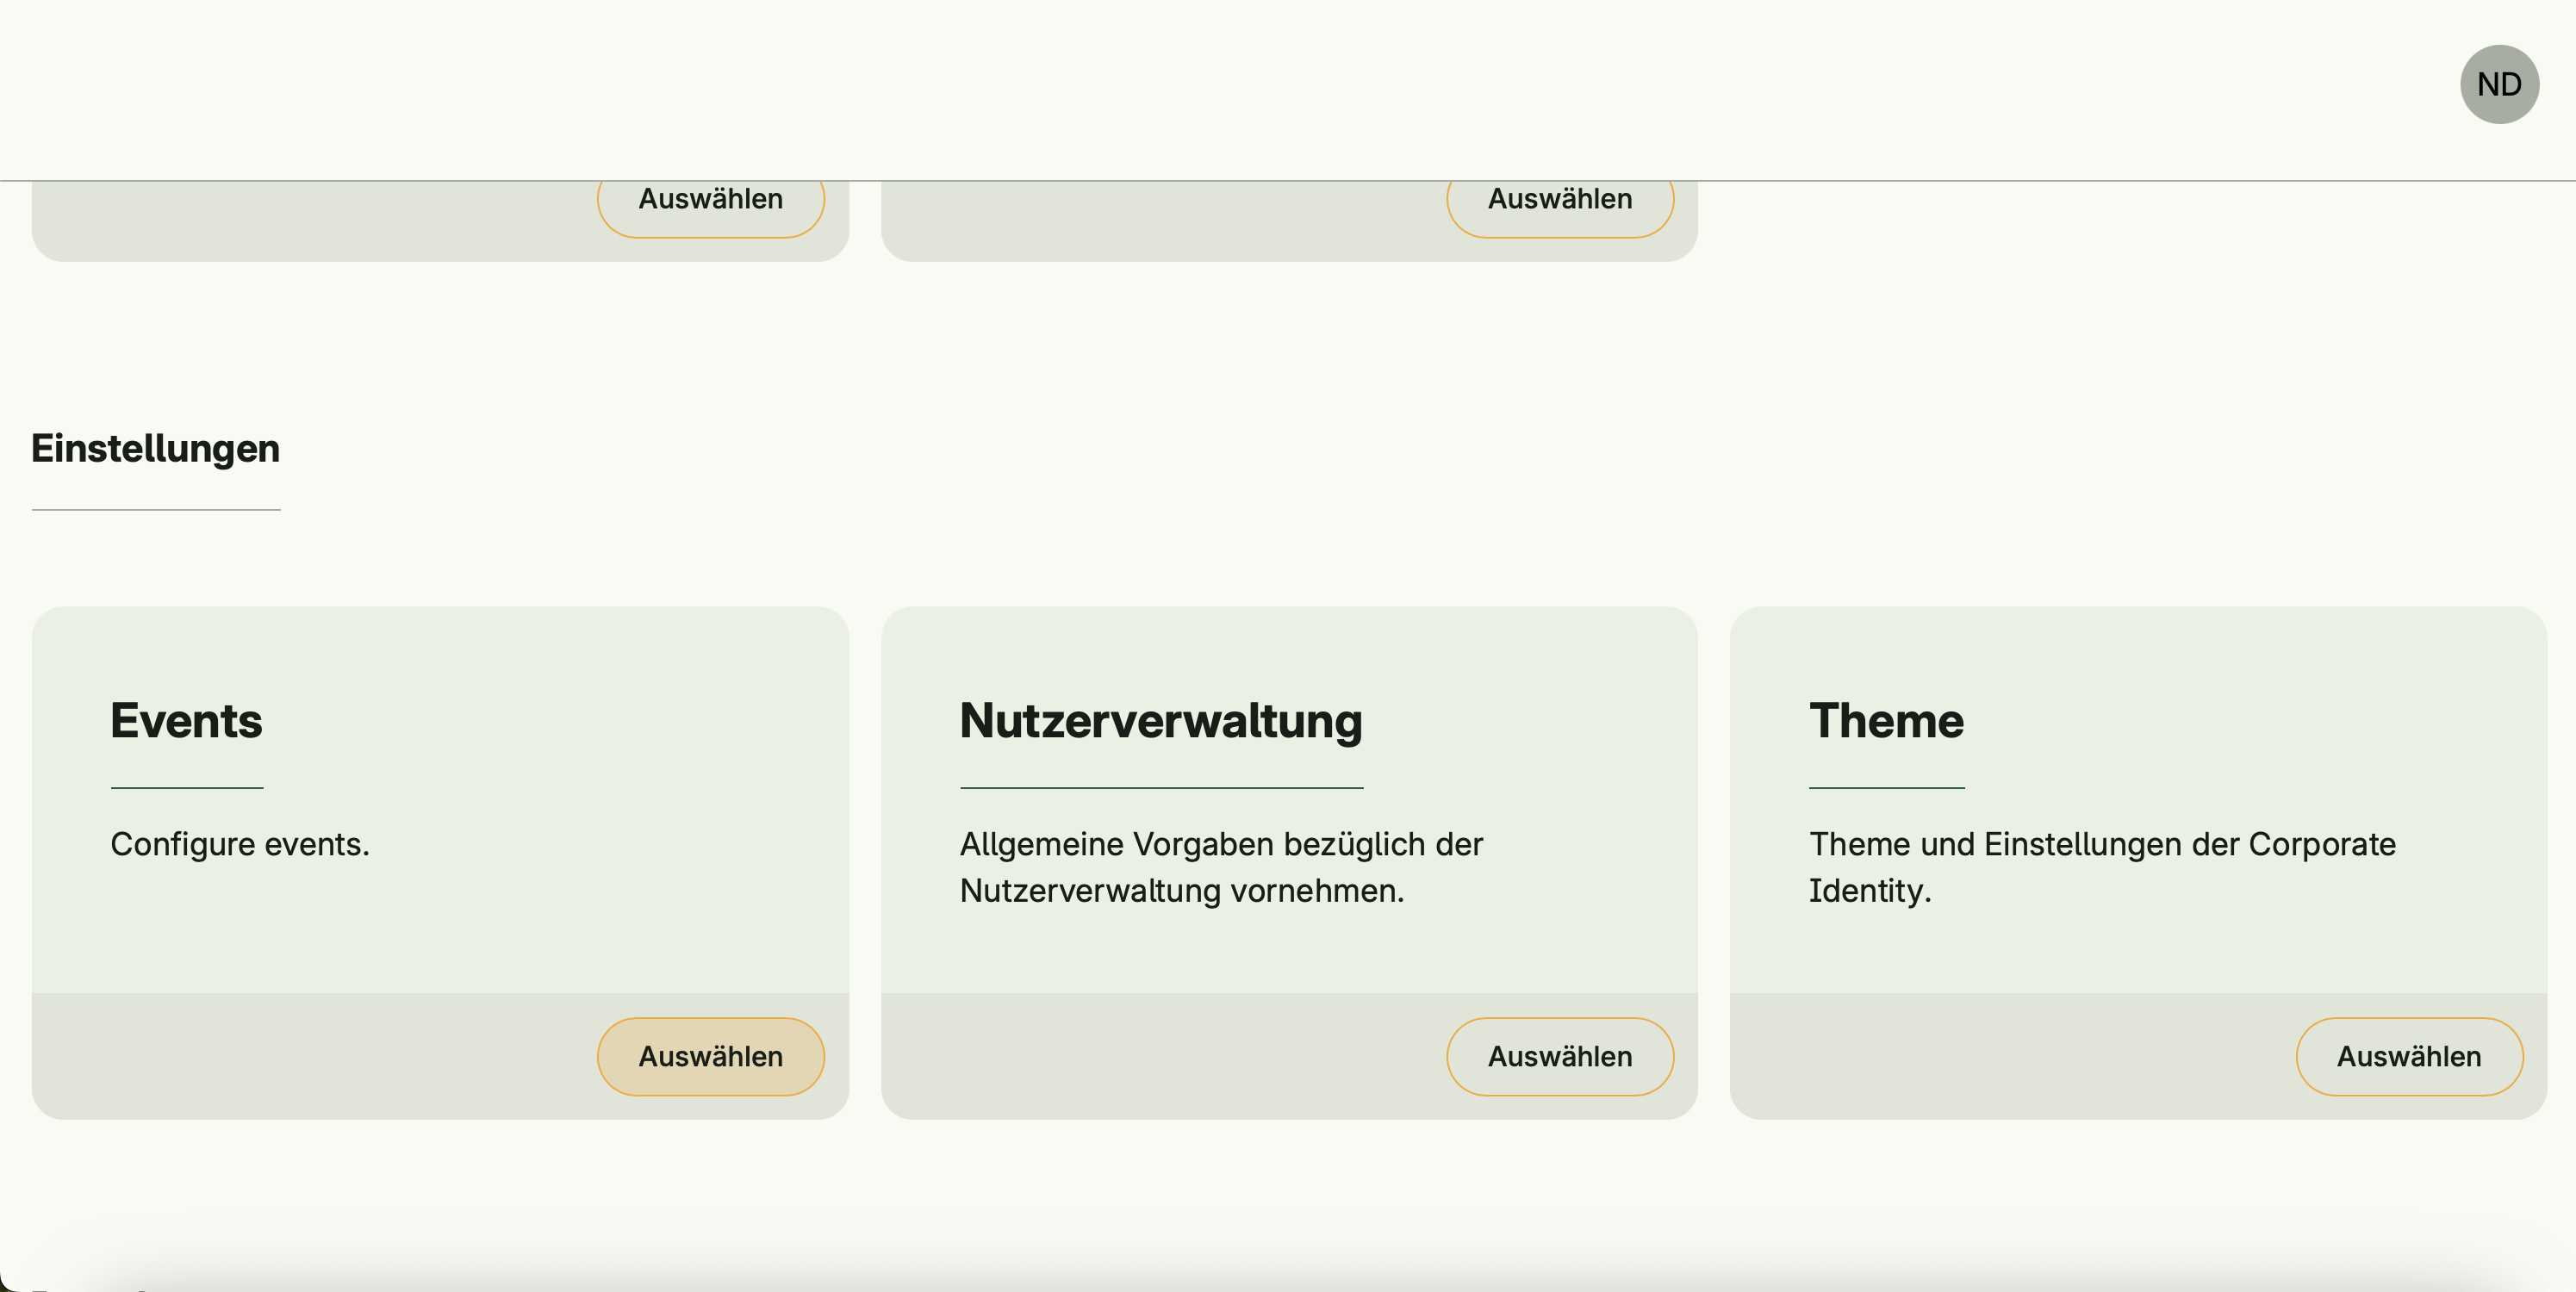 ND
Auswählen
Auswählen
Einstellungen
Events
Configure events.
Auswählen
Nutzerverwaltung
Allgemeine Vorgaben bezüglich der
Nutzerverwaltung vornehmen.
Auswählen
Theme
Theme und Einstellungen der Corporate
Identity.
Auswählen